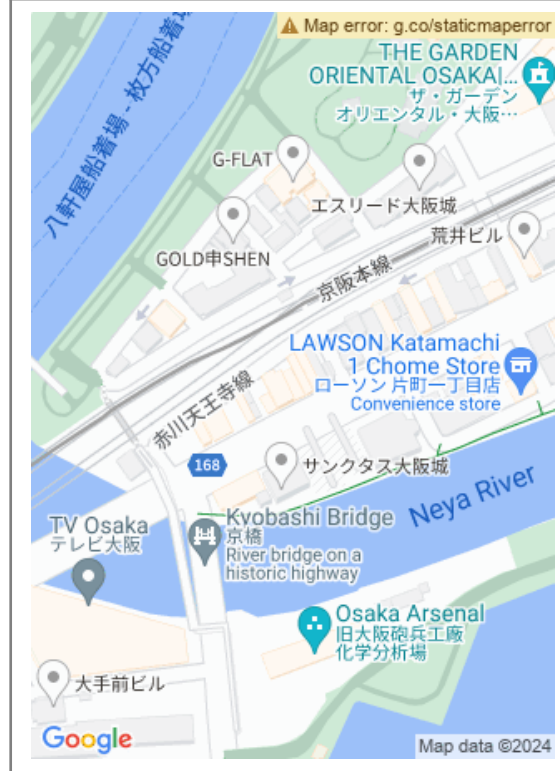 Map error: g.co/staticmaperror
THE GARDEN
ORIENTAL OSAKA|...
ザ・ガーデン
オリエンタル・大阪…
八軒屋船着場 - 枚方船着場
G-FLAT
エスリード大阪城
荒井ビル
GOLD申SHEN
京阪本線
LAWSON Katamachi
1 Chome Store
ローソン 片町一丁目店
Convenience store
赤川天王寺線
168
サンクタス大阪城
Neya River
TV Osaka
テレビ大阪
Kyobashi Bridge
京橋
River bridge on a
historic highway
Osaka Arsenal
旧大阪砲兵工廠
化学分析場
大手前ビル
Google
Map data ©2024